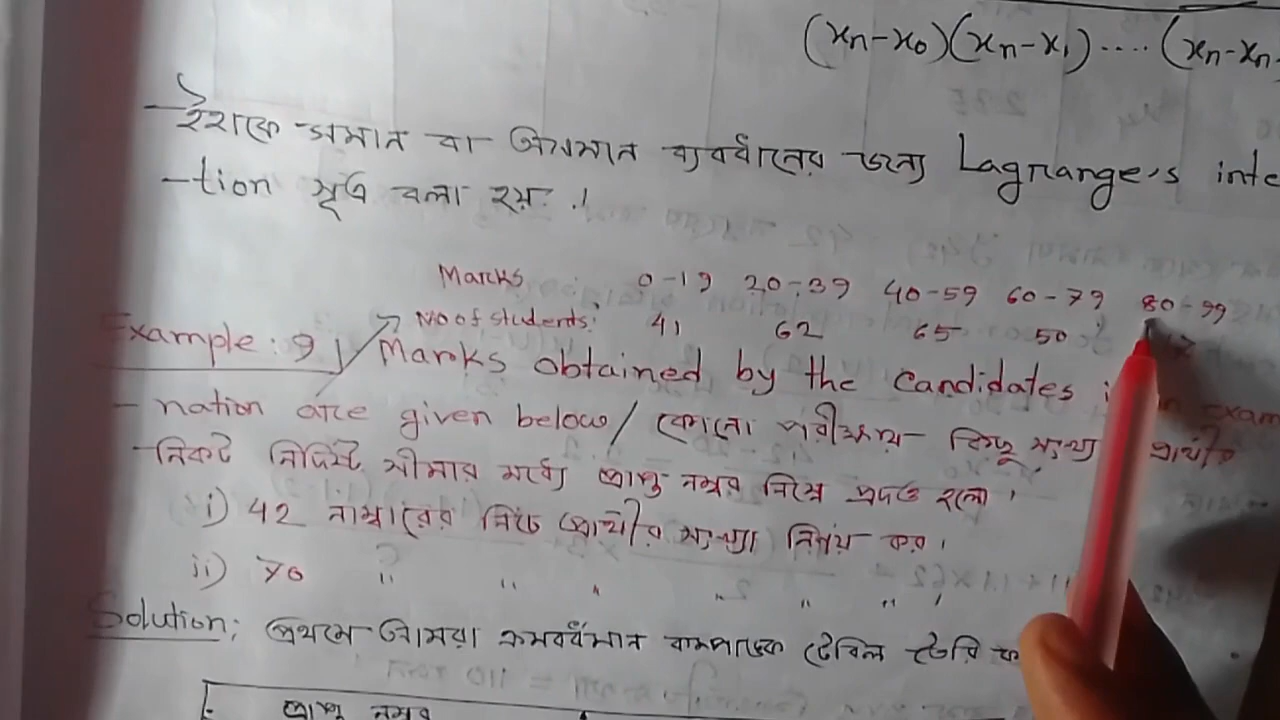 (xn-x0)(xn-x1)....(xn-xn-
-ইহাকে সমান বা অসমান ব্যবধানের জন্য Lagrange's inte
-tion সূত্র বলা হয় ।
Marks : 0-19 20-39 40-59 60-79 80-99
No of students: 41 62 65 50
Example: 9 / Marks obtained by the candidates in an exam
-nation are given below / কোনো পরীক্ষায় কিছু সংখ্যা প্রার্থীর
-নিকট নির্দিষ্ট সীমার মধ্যে প্রাপ্ত নম্বর নিম্নে প্রদত্ত হলো ।
i) 42 নাম্বারের নিচে প্রার্থীর সংখ্যা নির্ণয় কর ।
ii) 70 " " " " " " ,
Solution: প্রথমে আমরা ক্রমবর্ধমান টেবিল তৈরি ক
প্রাপ্ত নম্বর